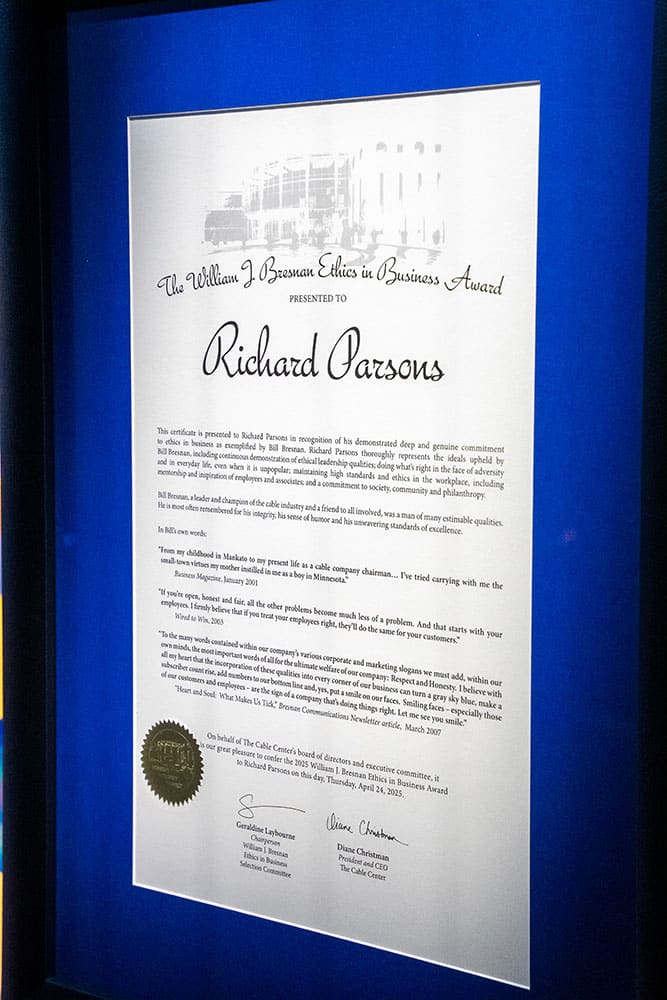 The William J. Bresnan Ethics in Business Award
PRESENTED TO
Richard Parsons
This certificate is presented to Richard Parsons in recognition of his demonstrated deep and genuine commitment
to ethics in business as exemplified by Bill Bresnan. Richard Parsons thoroughly represents the ideals upheld by
Bill Bresnan, including continuous demonstration of ethical leadership qualities; doing what's right in the face of adversity
and in everyday life, even when it is unpopular; maintaining high standards and ethics in the workplace, including
mentorship and inspiration of employees and associates; and a commitment to society, community and philanthropy.
Bill Bresnan, a leader and champion of the cable industry and a friend to all involved, was a man of many estimable qualities.
He is most often remembered for his integrity, his sense of humor and his unwavering standards of excellence.
In Bill's own words:
"From my childhood in Mankato to my present life as a cable company chairman… I've tried carrying with me the
small-town virtues my mother instilled in me as a boy in Minnesota."
Business Magazine, January 2001
"If you're open, honest and fair, all the other problems become much less of a problem. And that starts with your
employees. I firmly believe that if you treat your employees right, they'll do the same for your customers."
Wired to Win, 2003
"To the many words contained within our company's various corporate and marketing slogans we must add, within our
own minds, the most important words of all for the ultimate welfare of our company: Respect and Honesty. I believe with
all my heart that the incorporation of these qualities into every corner of our business can turn a gray sky blue, make a
subscriber count rise, add numbers to our bottom line and, yes, put a smile on our faces. Smiling faces – especially those
of our customers and employees – are the sign of a company that's doing things right. Let me see you smile."
"Heart and Soul: What Makes Us Tick," Bresnan Communications Newsletter article, March 2007
On behalf of The Cable Center's board of directors and executive committee, it
is our great pleasure to confer the 2025 William J. Bresnan Ethics in Business Award
to Richard Parsons on this day, Thursday, April 24, 2025.
Diane Christman
Geraldine Laybourne
Chairperson
William J. Bresnan
Ethics in Business
Selection Committee
Diane Christman
President and CEO
The Cable Center